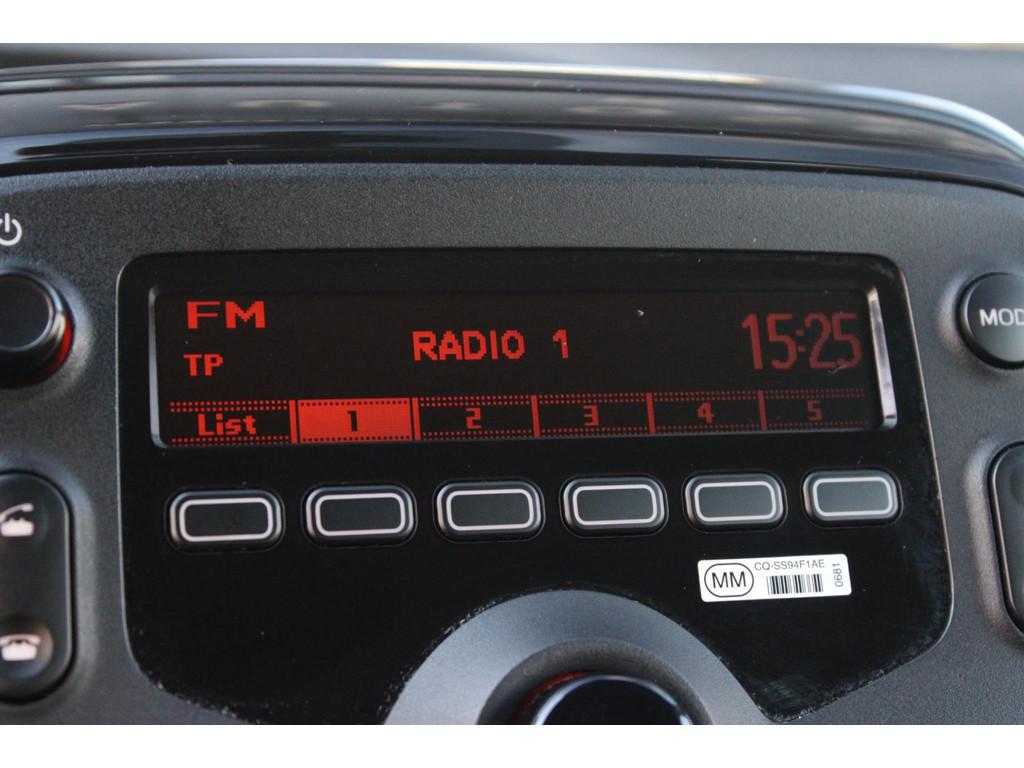 FM
RADIO 1
15:25
TP
List 1 2 3 4 5
MOD
MM CQ-SS94F1AE
0681